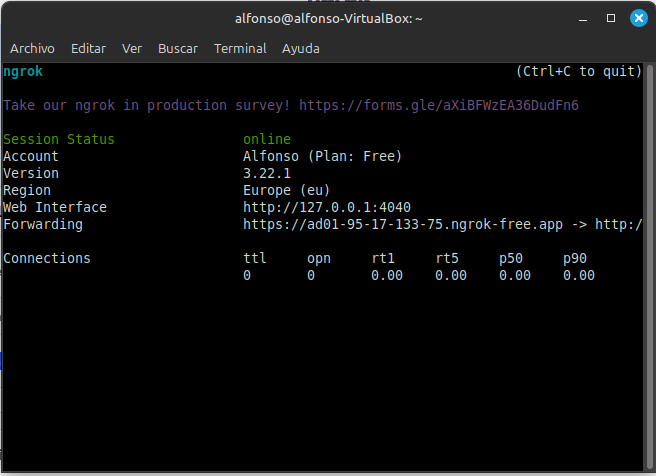 alfonso@alfonso-VirtualBox: ~
Archivo Editar Ver Buscar Terminal Ayuda
ngrok (Ctrl+C to quit)
Take our ngrok in production survey! https://forms.gle/aXiBFWzEA36DudFn6
Session Status online
Account Alfonso (Plan: Free)
Version 3.22.1
Region Europe (eu)
Web Interface http://127.0.0.1:4040
Forwarding https://ad01-95-17-133-75.ngrok-free.app -> http:/
Connections ttl opn rt1 rt5 p50 p90
0 0 0.00 0.00 0.00 0.00